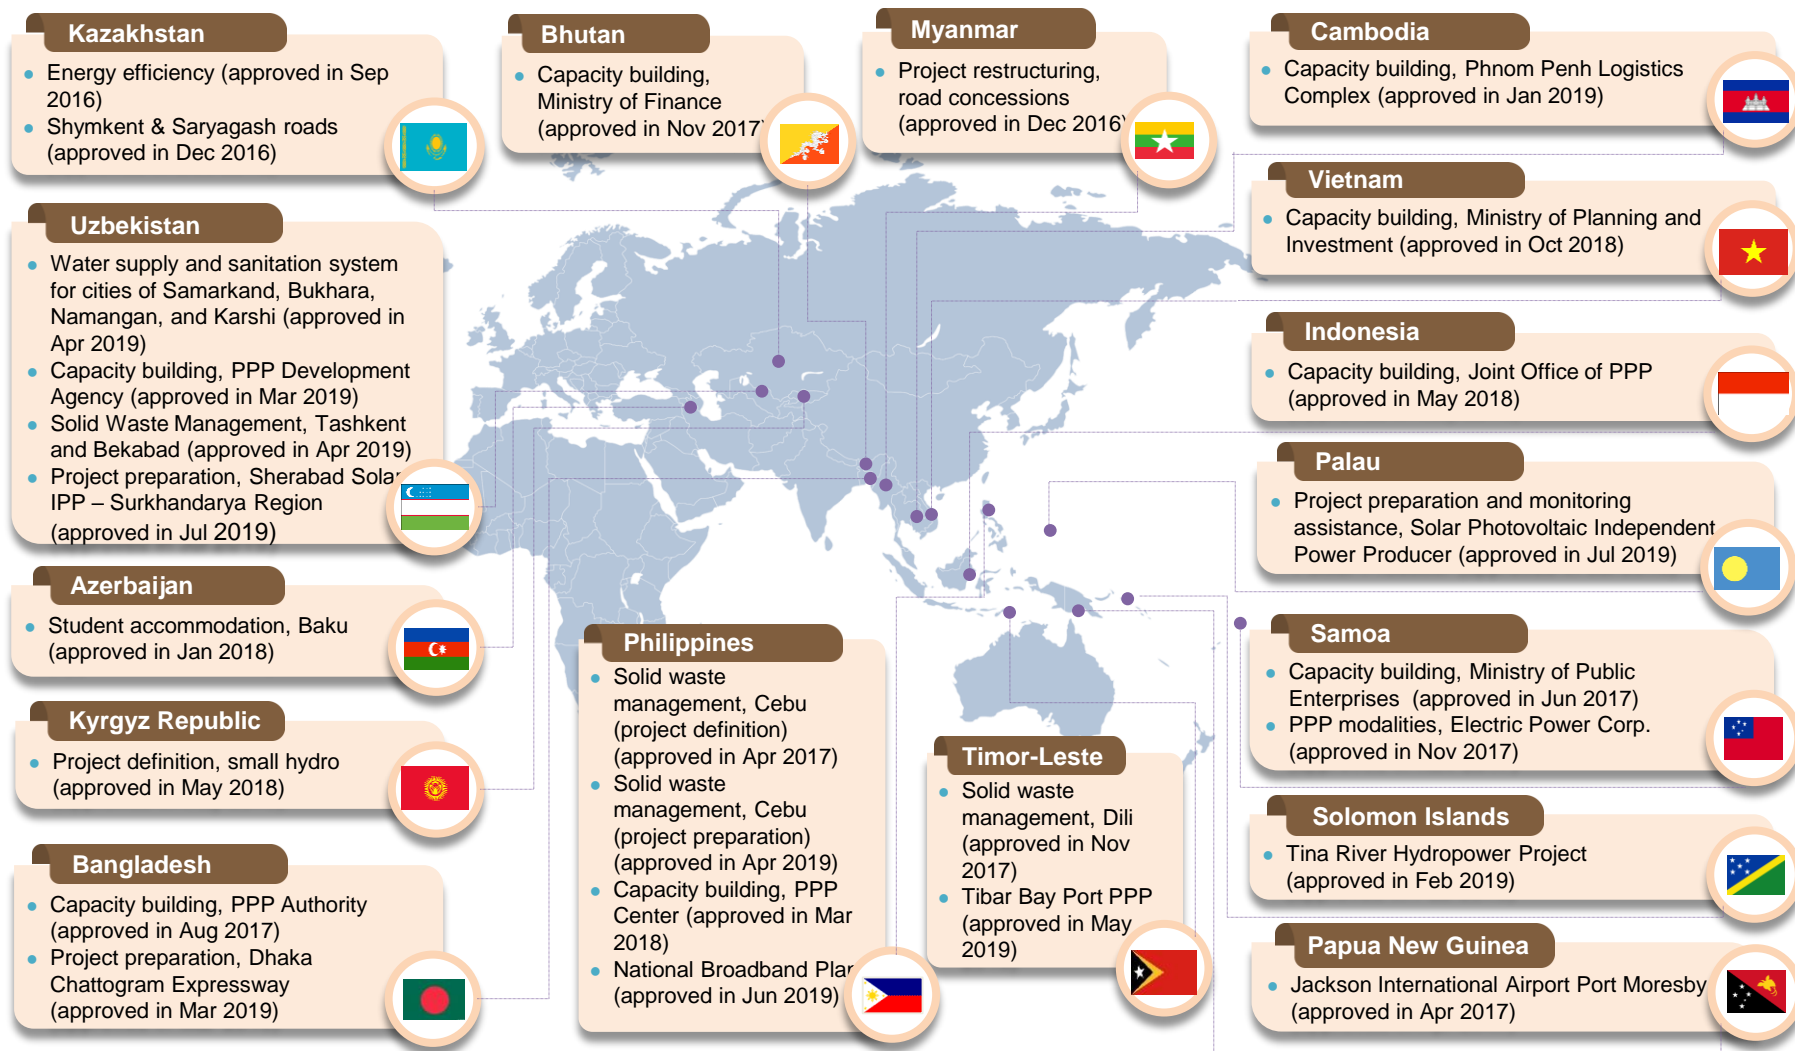 Kazakhstan
Energy efficiency (approved in Sep
2016)
Shymkent & Saryagash roads
(approved in Dec 2016)
Bhutan
Capacity building,
Ministry of Finance
(approved in Nov 2017)
Myanmar
Project restructuring,
road concessions
(approved in Dec 2016)
Cambodia
Capacity building, Phnom Penh Logistics
Complex (approved in Jan 2019)
Uzbekistan
Water supply and sanitation system
for cities of Samarkand, Bukhara,
Namangan, and Karshi (approved in
Apr 2019)
Capacity building, PPP Development
Agency (approved in Mar 2019)
Solid Waste Management, Tashkent
and Bekabad (approved in Apr 2019)
Project preparation, Sherabad Solar
IPP – Surkhandarya Region
(approved in Jul 2019)
Vietnam
Capacity building, Ministry of Planning and
Investment (approved in Oct 2018)
Indonesia
Capacity building, Joint Office of PPP
(approved in May 2018)
Palau
Project preparation and monitoring
assistance, Solar Photovoltaic Independent
Power Producer (approved in Jul 2019)
Azerbaijan
Student accommodation, Baku
(approved in Jan 2018)
Kyrgyz Republic
Project definition, small hydro
(approved in May 2018)
Bangladesh
Capacity building, PPP Authority
(approved in Aug 2017)
Project preparation, Dhaka
Chattogram Expressway
(approved in Mar 2019)
Philippines
Solid waste
management, Cebu
(project definition)
(approved in Apr 2017)
Solid waste
management, Cebu
(project preparation)
(approved in Apr 2019)
Capacity building, PPP
Center (approved in Mar
2018)
National Broadband Plan
(approved in Jun 2019)
Timor-Leste
Solid waste
management, Dili
(approved in Nov
2017)
Tibar Bay Port PPP
(approved in May
2019)
Samoa
Capacity building, Ministry of Public
Enterprises (approved in Jun 2017)
PPP modalities, Electric Power Corp.
(approved in Nov 2017)
Solomon Islands
Tina River Hydropower Project
(approved in Feb 2019)
Papua New Guinea
Jackson International Airport Port Moresby
(approved in Apr 2017)